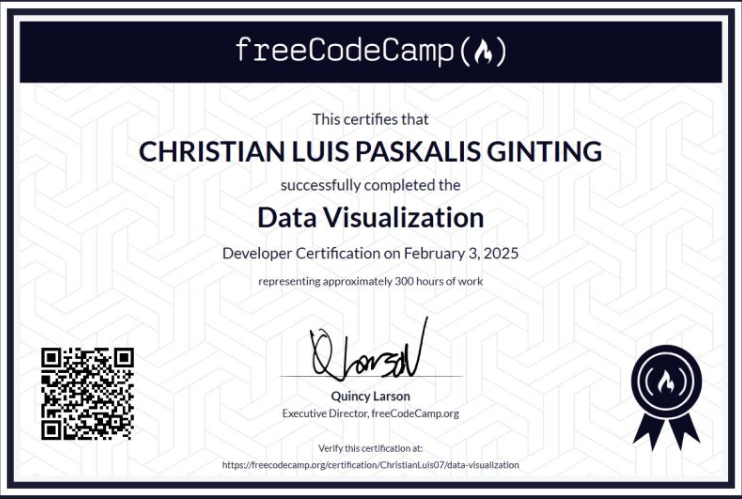 freeCodeCamp(🔥)
This certifies that
CHRISTIAN LUIS PASKALIS GINTING
successfully completed the
Data Visualization
Developer Certification on February 3, 2025
representing approximately 300 hours of work
Q Larson
Quincy Larson
Executive Director, freeCodeCamp.org
Verify this certification at:
https://freecodecamp.org/certification/ChristianLuis07/data-visualization